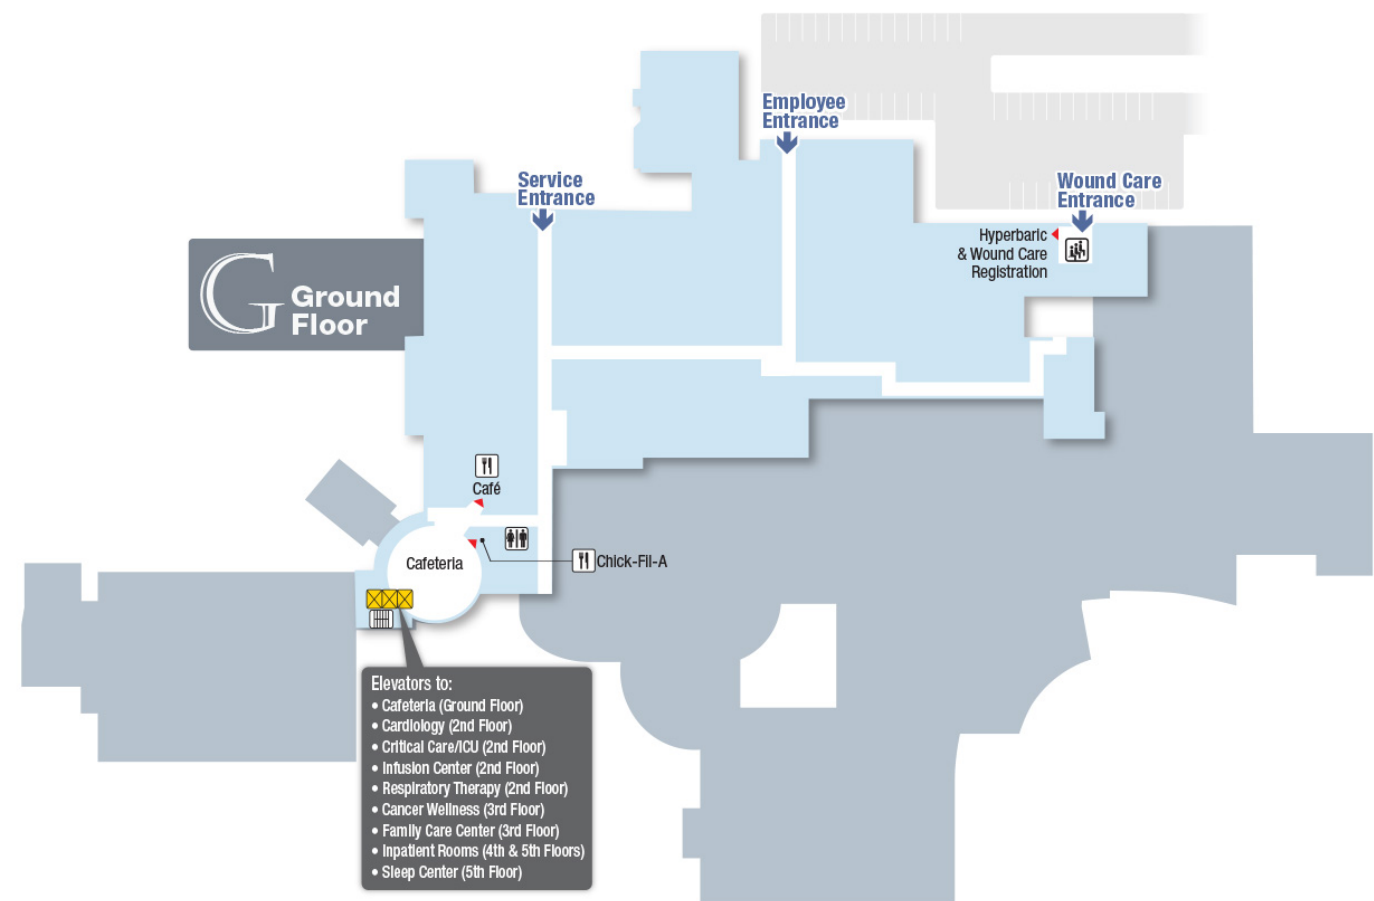 Employee
Entrance
Service
Entrance
Wound Care
Entrance
Hyperbaric
& Wound Care
Registration
G Ground
Floor
Café
Cafeteria
Chick-Fil-A
Elevators to:
• Cafeteria (Ground Floor)
• Cardiology (2nd Floor)
• Critical Care/ICU (2nd Floor)
• Infusion Center (2nd Floor)
• Respiratory Therapy (2nd Floor)
• Cancer Wellness (3rd Floor)
• Family Care Center (3rd Floor)
• Inpatient Rooms (4th & 5th Floors)
• Sleep Center (5th Floor)